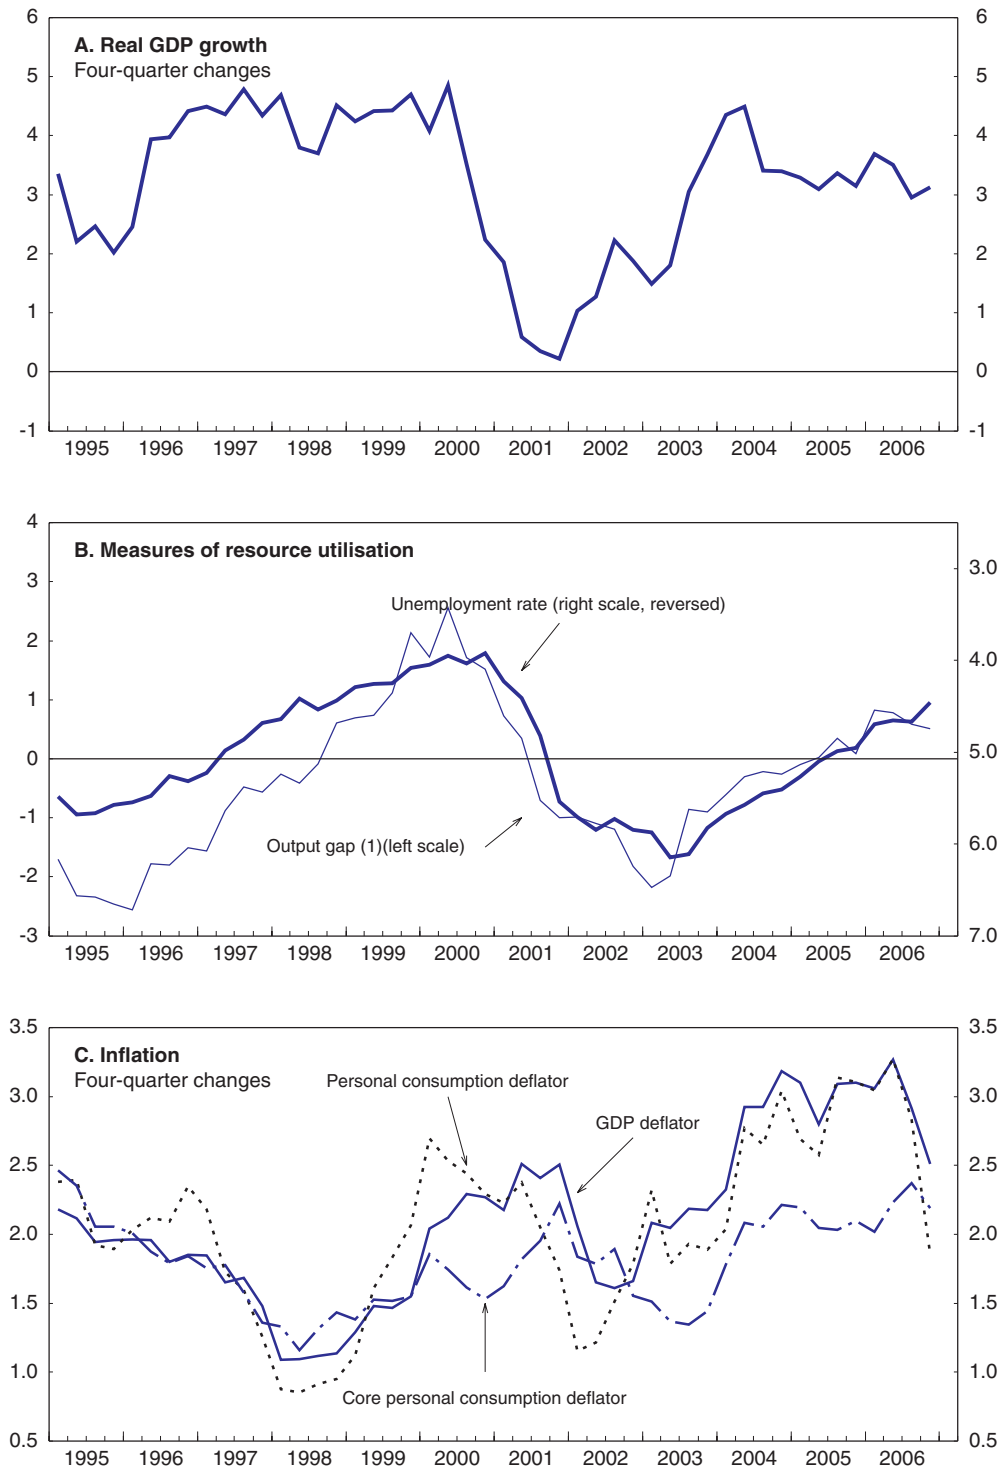 A. Real GDP growth
Four-quarter changes
6 6
5 5
4 4
3 3
2 2
1 1
0 0
-1 -1
1995 1996 1997 1998 1999 2000 2001 2002 2003 2004 2005 2006
B. Measures of resource utilisation
Unemployment rate (right scale, reversed)
Output gap (1)(left scale)
4
3 3.0
2 4.0
1
0 5.0
-1 6.0
-2
-3 7.0
1995 1996 1997 1998 1999 2000 2001 2002 2003 2004 2005 2006
C. Inflation
Four-quarter changes
Personal consumption deflator
GDP deflator
Core personal consumption deflator
3.5 3.5
3.0 3.0
2.5 2.5
2.0 2.0
1.5 1.5
1.0 1.0
0.5 0.5
1995 1996 1997 1998 1999 2000 2001 2002 2003 2004 2005 2006